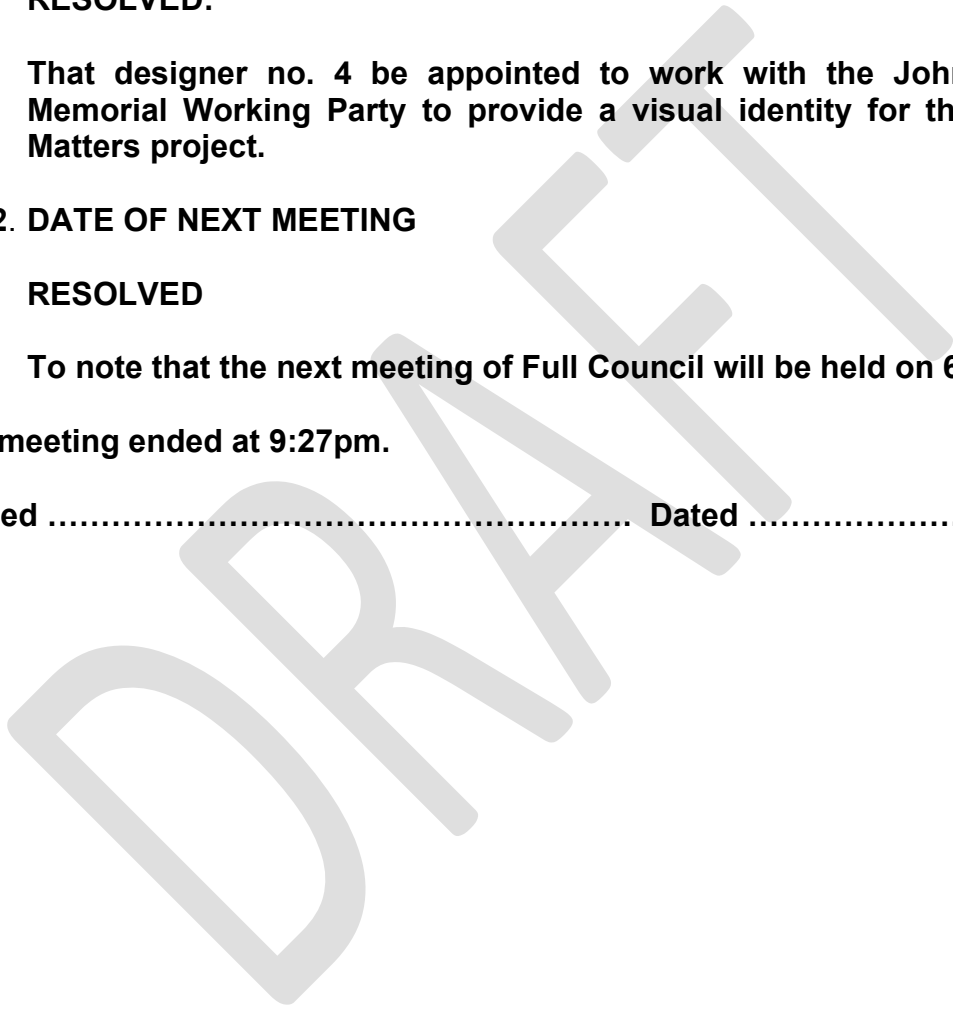 RESOLVED:
That designer no. 4 be appointed to work with the John
Memorial Working Party to provide a visual identity for th
Matters project.
2. DATE OF NEXT MEETING
RESOLVED
To note that the next meeting of Full Council will be held on 6
meeting ended at 9:27pm.
ed ………………………………………………. Dated ……………….
DRAFT